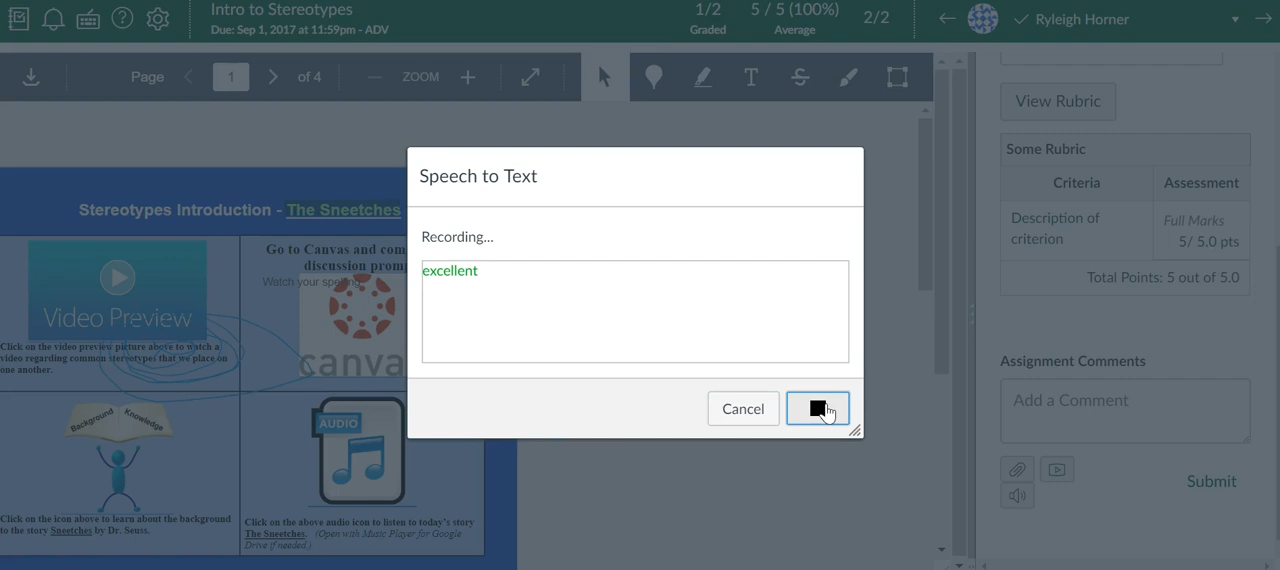 Intro to Stereotypes
Due: Sep 1, 2017 at 11:59pm - ADV
1/2
Graded
5 / 5 (100%)
Average
2/2
Ryleigh Horner
Page
1
of 4
ZOOM
T
View Rubric
Some Rubric
Criteria
Assessment
Description of
criterion
Full Marks
5/ 5.0 pts
Total Points: 5 out of 5.0
Assignment Comments
Add a Comment
Submit
Speech to Text
Recording...
excellent
Cancel
Stereotypes Introduction - The Sneetches
Video Preview
Click on the video preview picture above to watch a
video regarding common stereotypes that we place on
one another.
Go to Canvas and com
discussion promp
Watch your spelling
canva
Background Knowledge
Click on the icon above to learn about the background
to the story Sneetches by Dr. Seuss.
AUDIO
Click on the above audio icon to listen to today's story
The Sneetches. (Open with Music Player for Google
Drive if needed.)